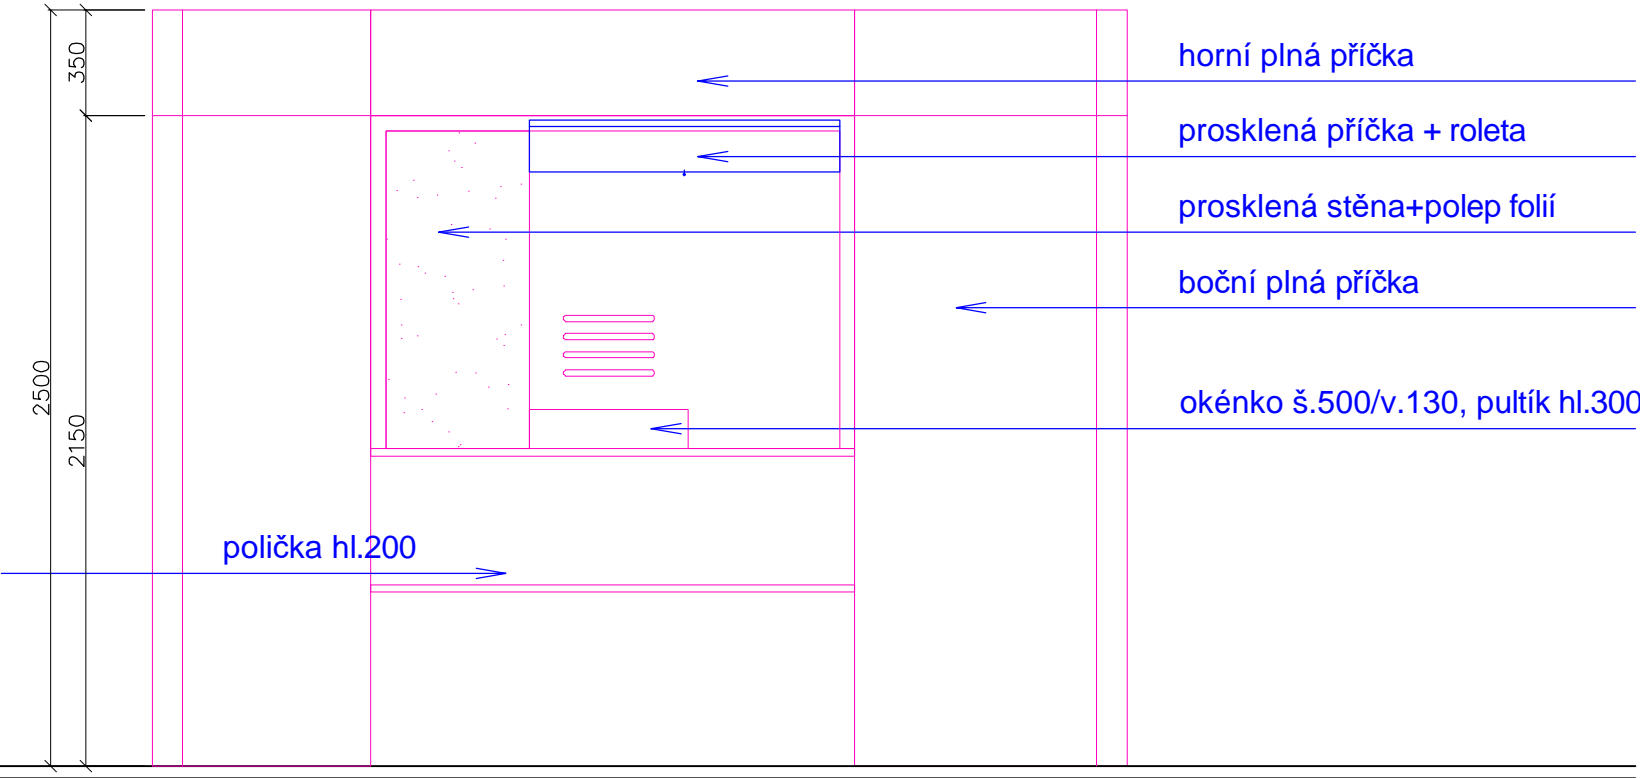 350
horní plná příčka
prosklená příčka + roleta
prosklená stěna+polep folií
boční plná příčka
2500
okénko š.500/v.130, pultík hl.300
2150
polička hl.200